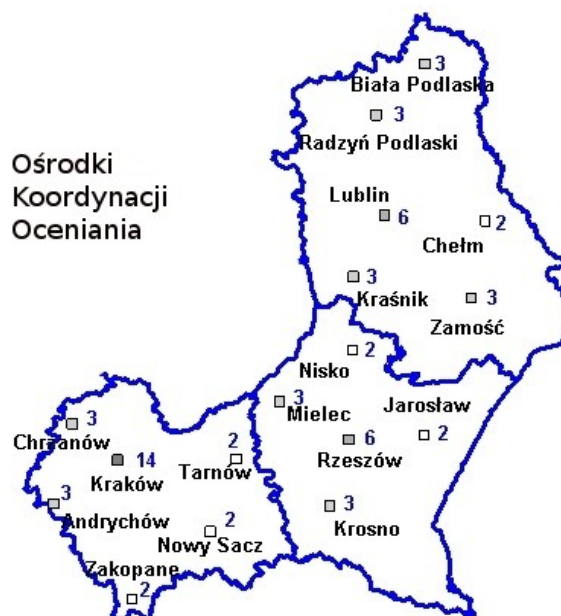 Ośrodki
Koordynacji
Oceniania
3
Biała Podlaska
3
Radzyń Podlaski
Lublin
6
2
Chełm
3
Kraśnik
3
Zamość
2
Nisko
3
Mielec
Jarosław
2
6
Rzeszów
3
Krosno
3
Chrzanów
14
Kraków
2
Tarnów
3
Andrychów
2
Nowy Sacz
Zakopane
2